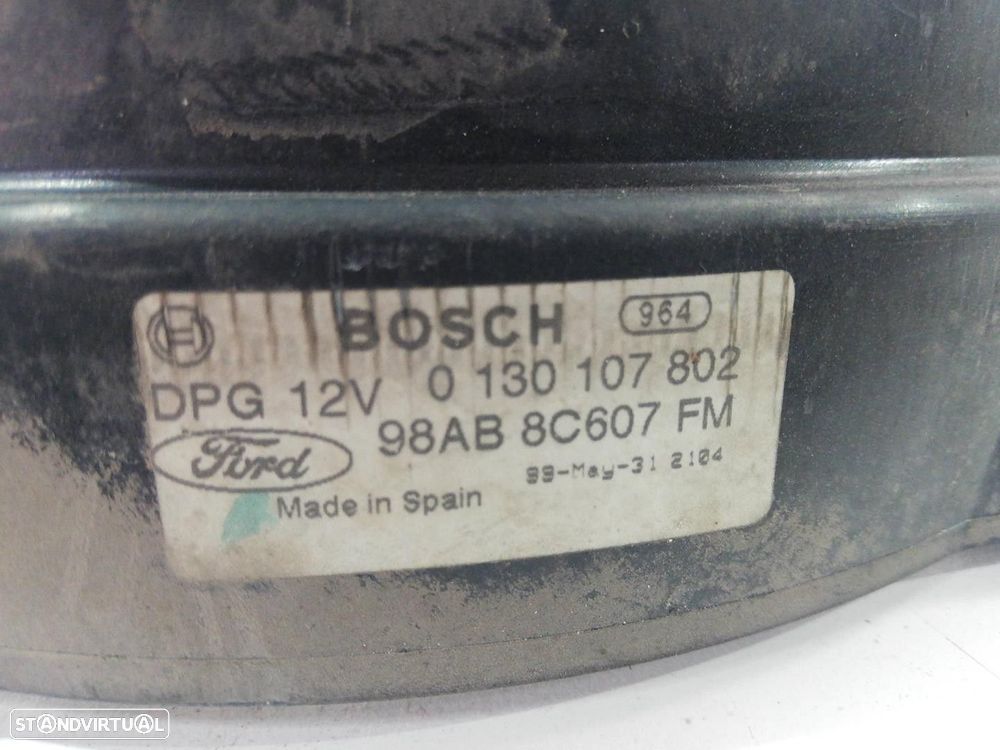 BOSCH 964
DPG 12V 0 130 107 802
98AB 8C607 FM
Ford
99-May-31 2104
Made in Spain
STANDVIRTUAL